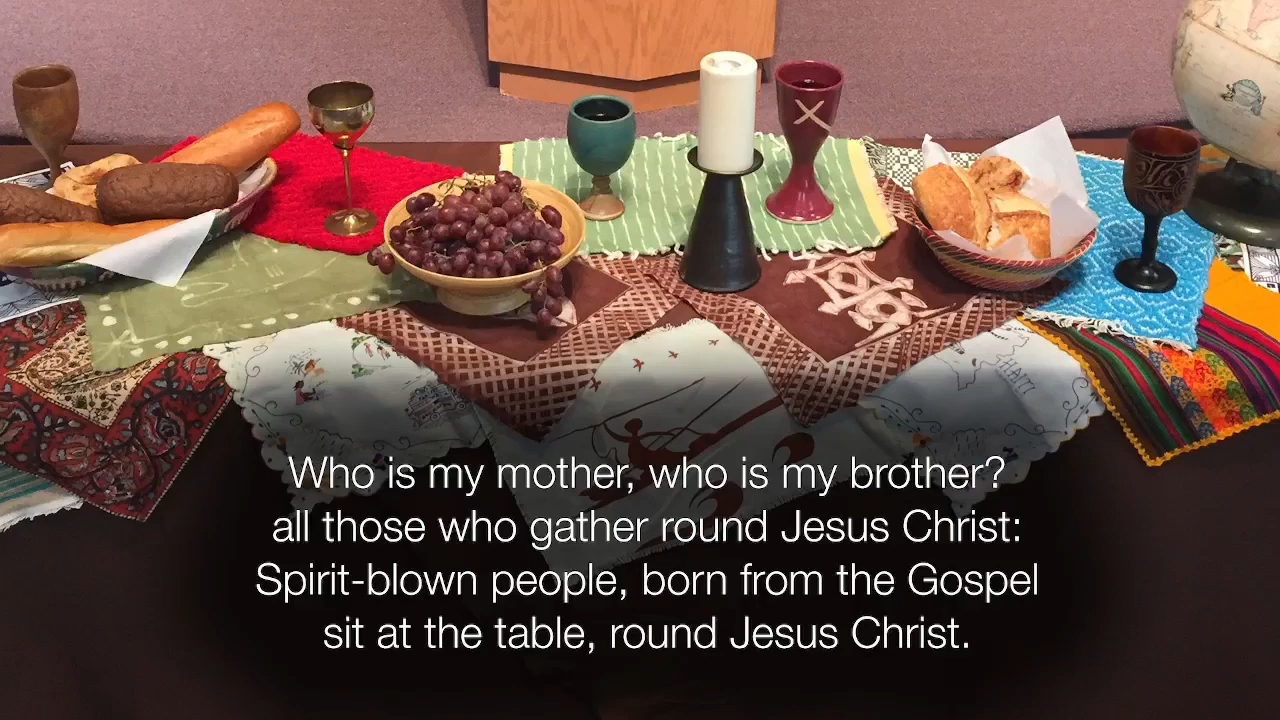 HAITI
Who is my mother, who is my brother?
all those who gather round Jesus Christ:
Spirit-blown people, born from the Gospel
sit at the table, round Jesus Christ.